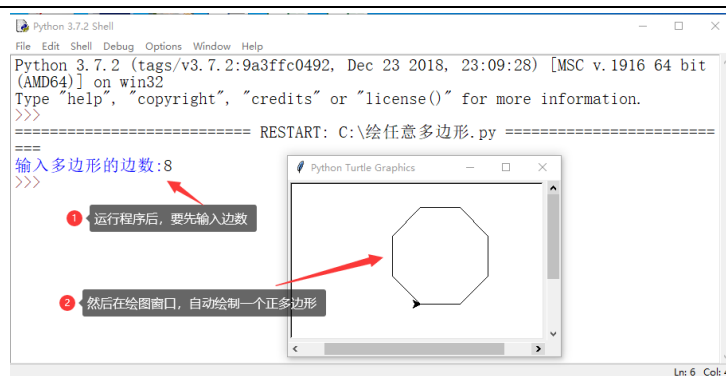 Python 3.7.2 Shell
File Edit Shell Debug Options Window Help
Python 3.7.2 (tags/v3.7.2:9a3ffc0492, Dec 23 2018, 23:09:28) [MSC v.1916 64 bit
(AMD64)] on win32
Type "help", "copyright", "credits" or "license()" for more information.
>>>
=========================== RESTART: C:\绘任意多边形.py ========================
===
输入多边形的边数:8
>>>
Python Turtle Graphics
1 运行程序后，要先输入边数
2 然后在绘图窗口，自动绘制一个正多边形
Ln: 6 Col: